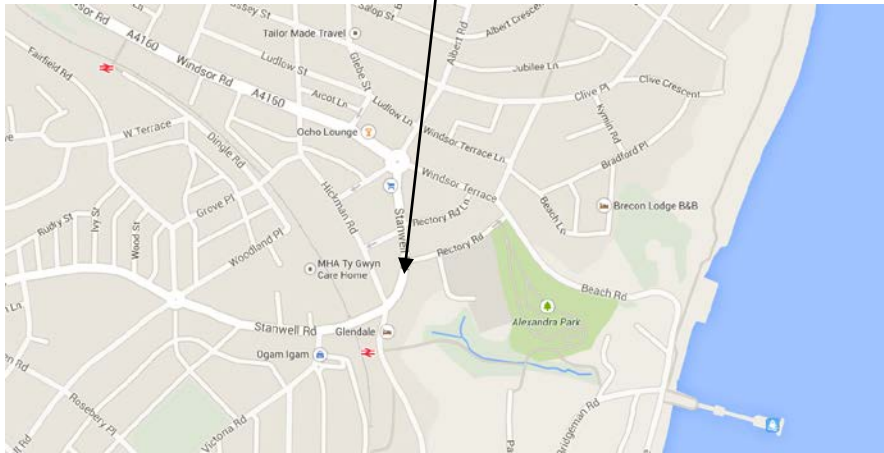 Salop St
Albert Crescent
Tailor Made Travel
Albert Rd
A4160
Windsor Rd
Ludlow St
Glebe St
Jubilee Ln
Fairfield Rd
A4160
Arcot Ln
Clive Pl
Clive Crescent
Ludlow Ln
W Terrace
Ocho Lounge
Windsor Terrace Ln
Kymin Rd
Dingle Rd
Bradford Pl
Windsor Terrace
Grove Pl
Hickman Rd
Stanwell
Beach Ln
Brecon Lodge B&B
Rudry St
Ivy St
Wood St
Rectory Rd Ln
Woodland Pl
Rectory Rd
MHA Ty Gwyn
Care Home
Beach Rd
Stanwell Rd
Glendale
Alexandra Park
Ogam Igam
Rosebery Pl
Victoria Rd
Bridgeman Rd